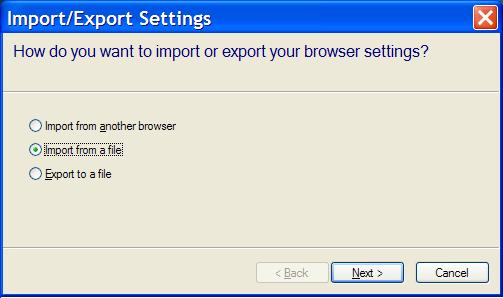 Import/Export Settings
How do you want to import or export your browser settings?
Import from another browser
Import from a file
Export to a file
< Back Next > Cancel